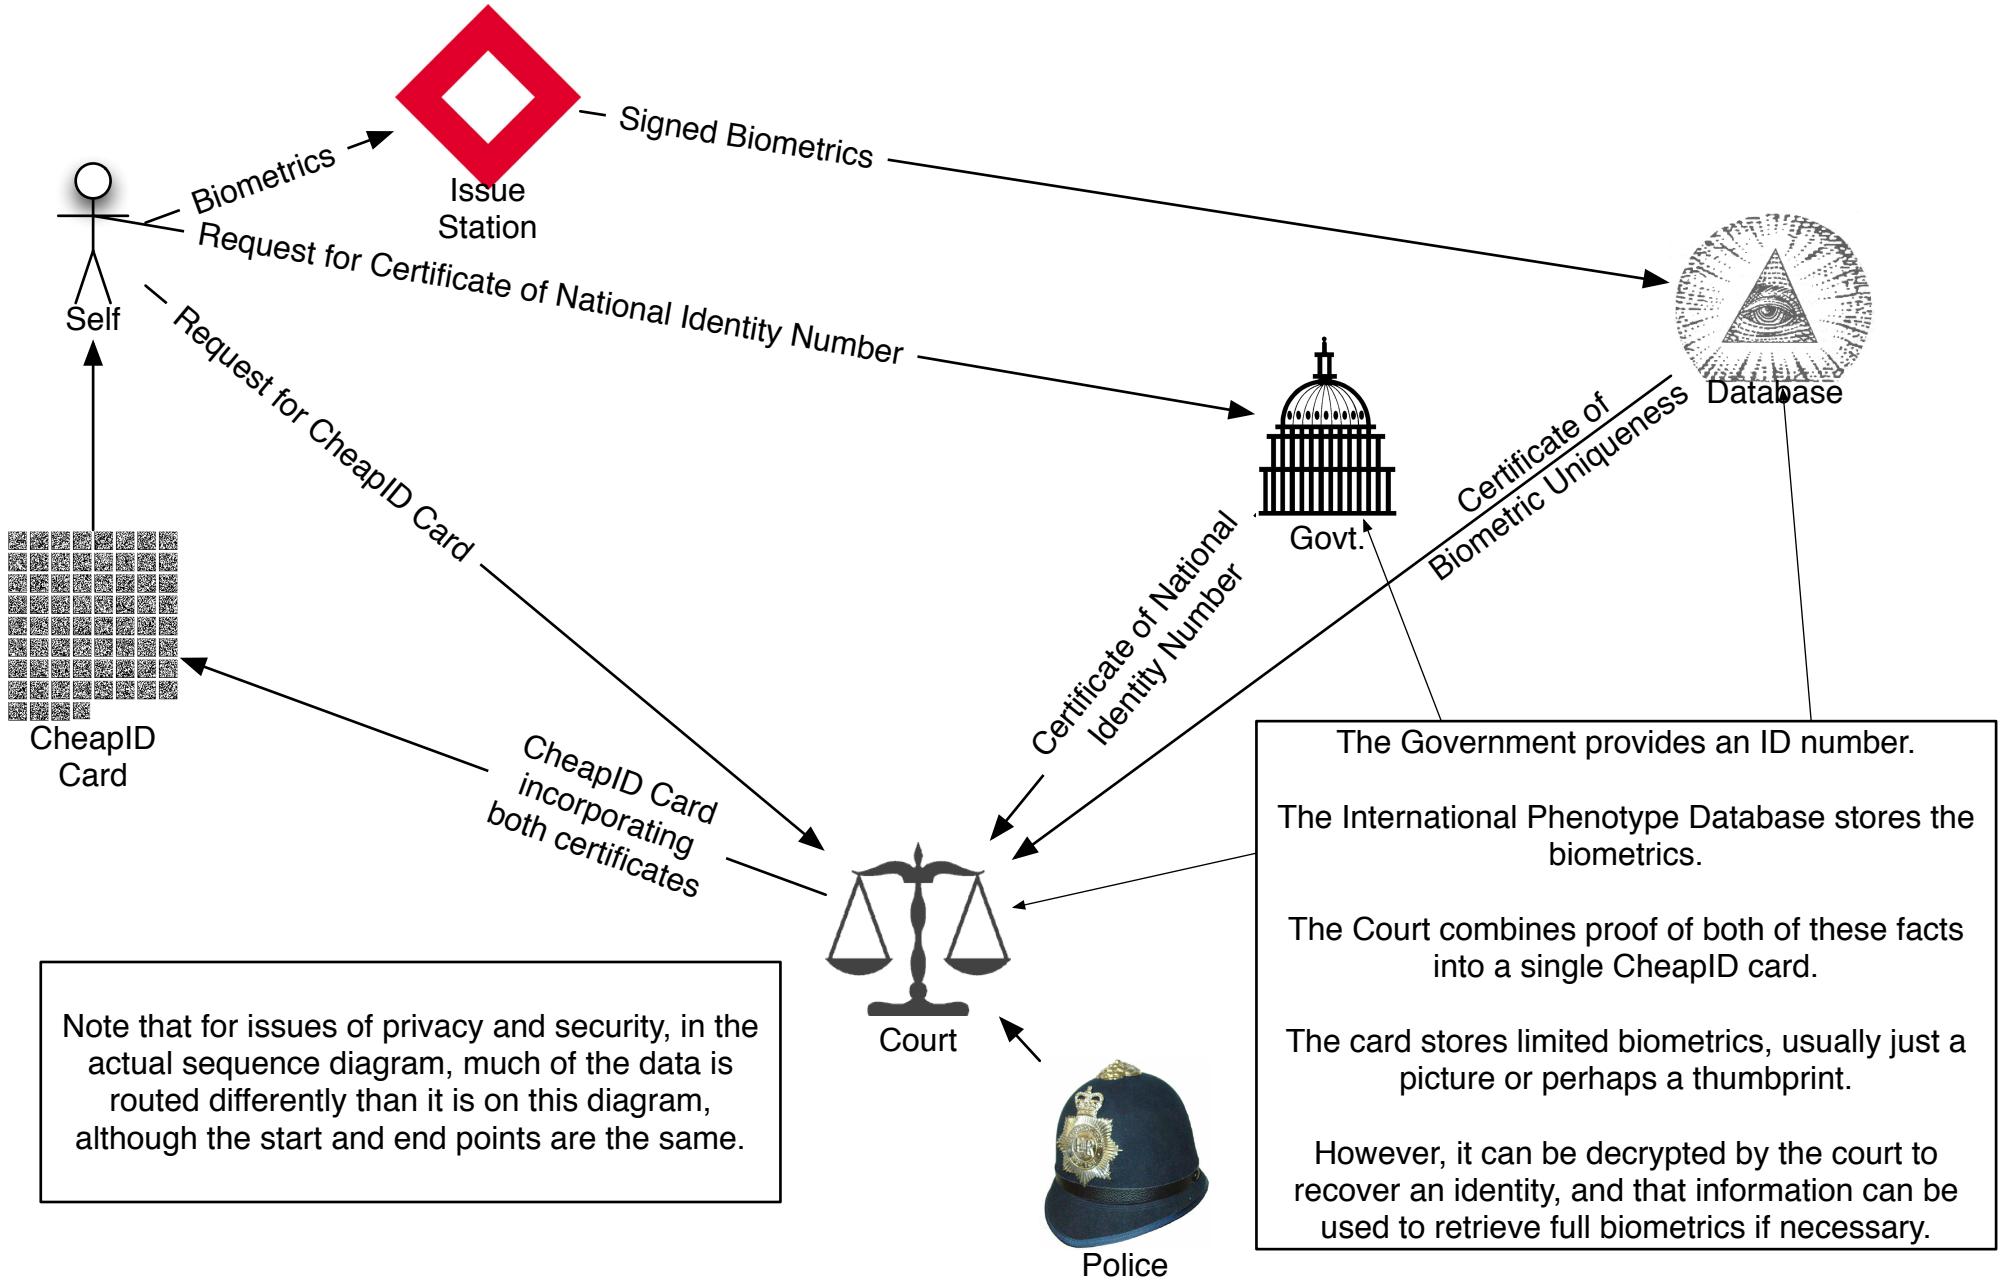 Issue
Station
Biometrics
Signed Biometrics
Request for Certificate of National Identity Number
Self
Request for CheapID Card
Database
Govt.
Certificate of
Biometric Uniqueness
Certificate of National
Identity Number
CheapID
Card
CheapID Card
incorporating
both certificates
Court
Police
Note that for issues of privacy and security, in the
actual sequence diagram, much of the data is
routed differently than it is on this diagram,
although the start and end points are the same.
The Government provides an ID number.
The International Phenotype Database stores the
biometrics.
The Court combines proof of both of these facts
into a single CheapID card.
The card stores limited biometrics, usually just a
picture or perhaps a thumbprint.
However, it can be decrypted by the court to
recover an identity, and that information can be
used to retrieve full biometrics if necessary.